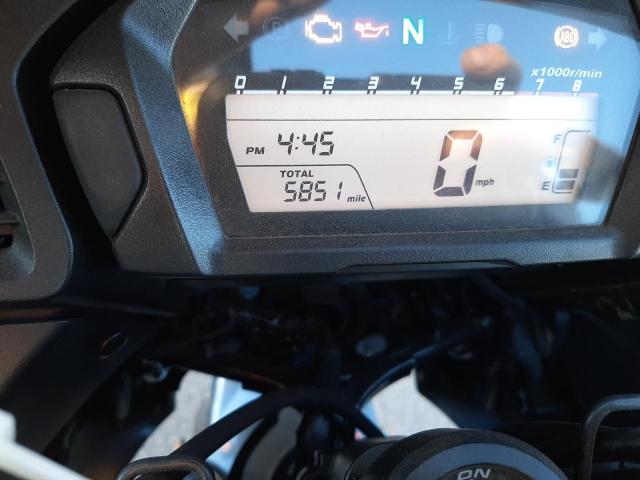 P N ABS
x1000r/min
0 1 2 3 4 5 6 7 8
PM 4:45 0 mph F
TOTAL
5851 mile E
ON